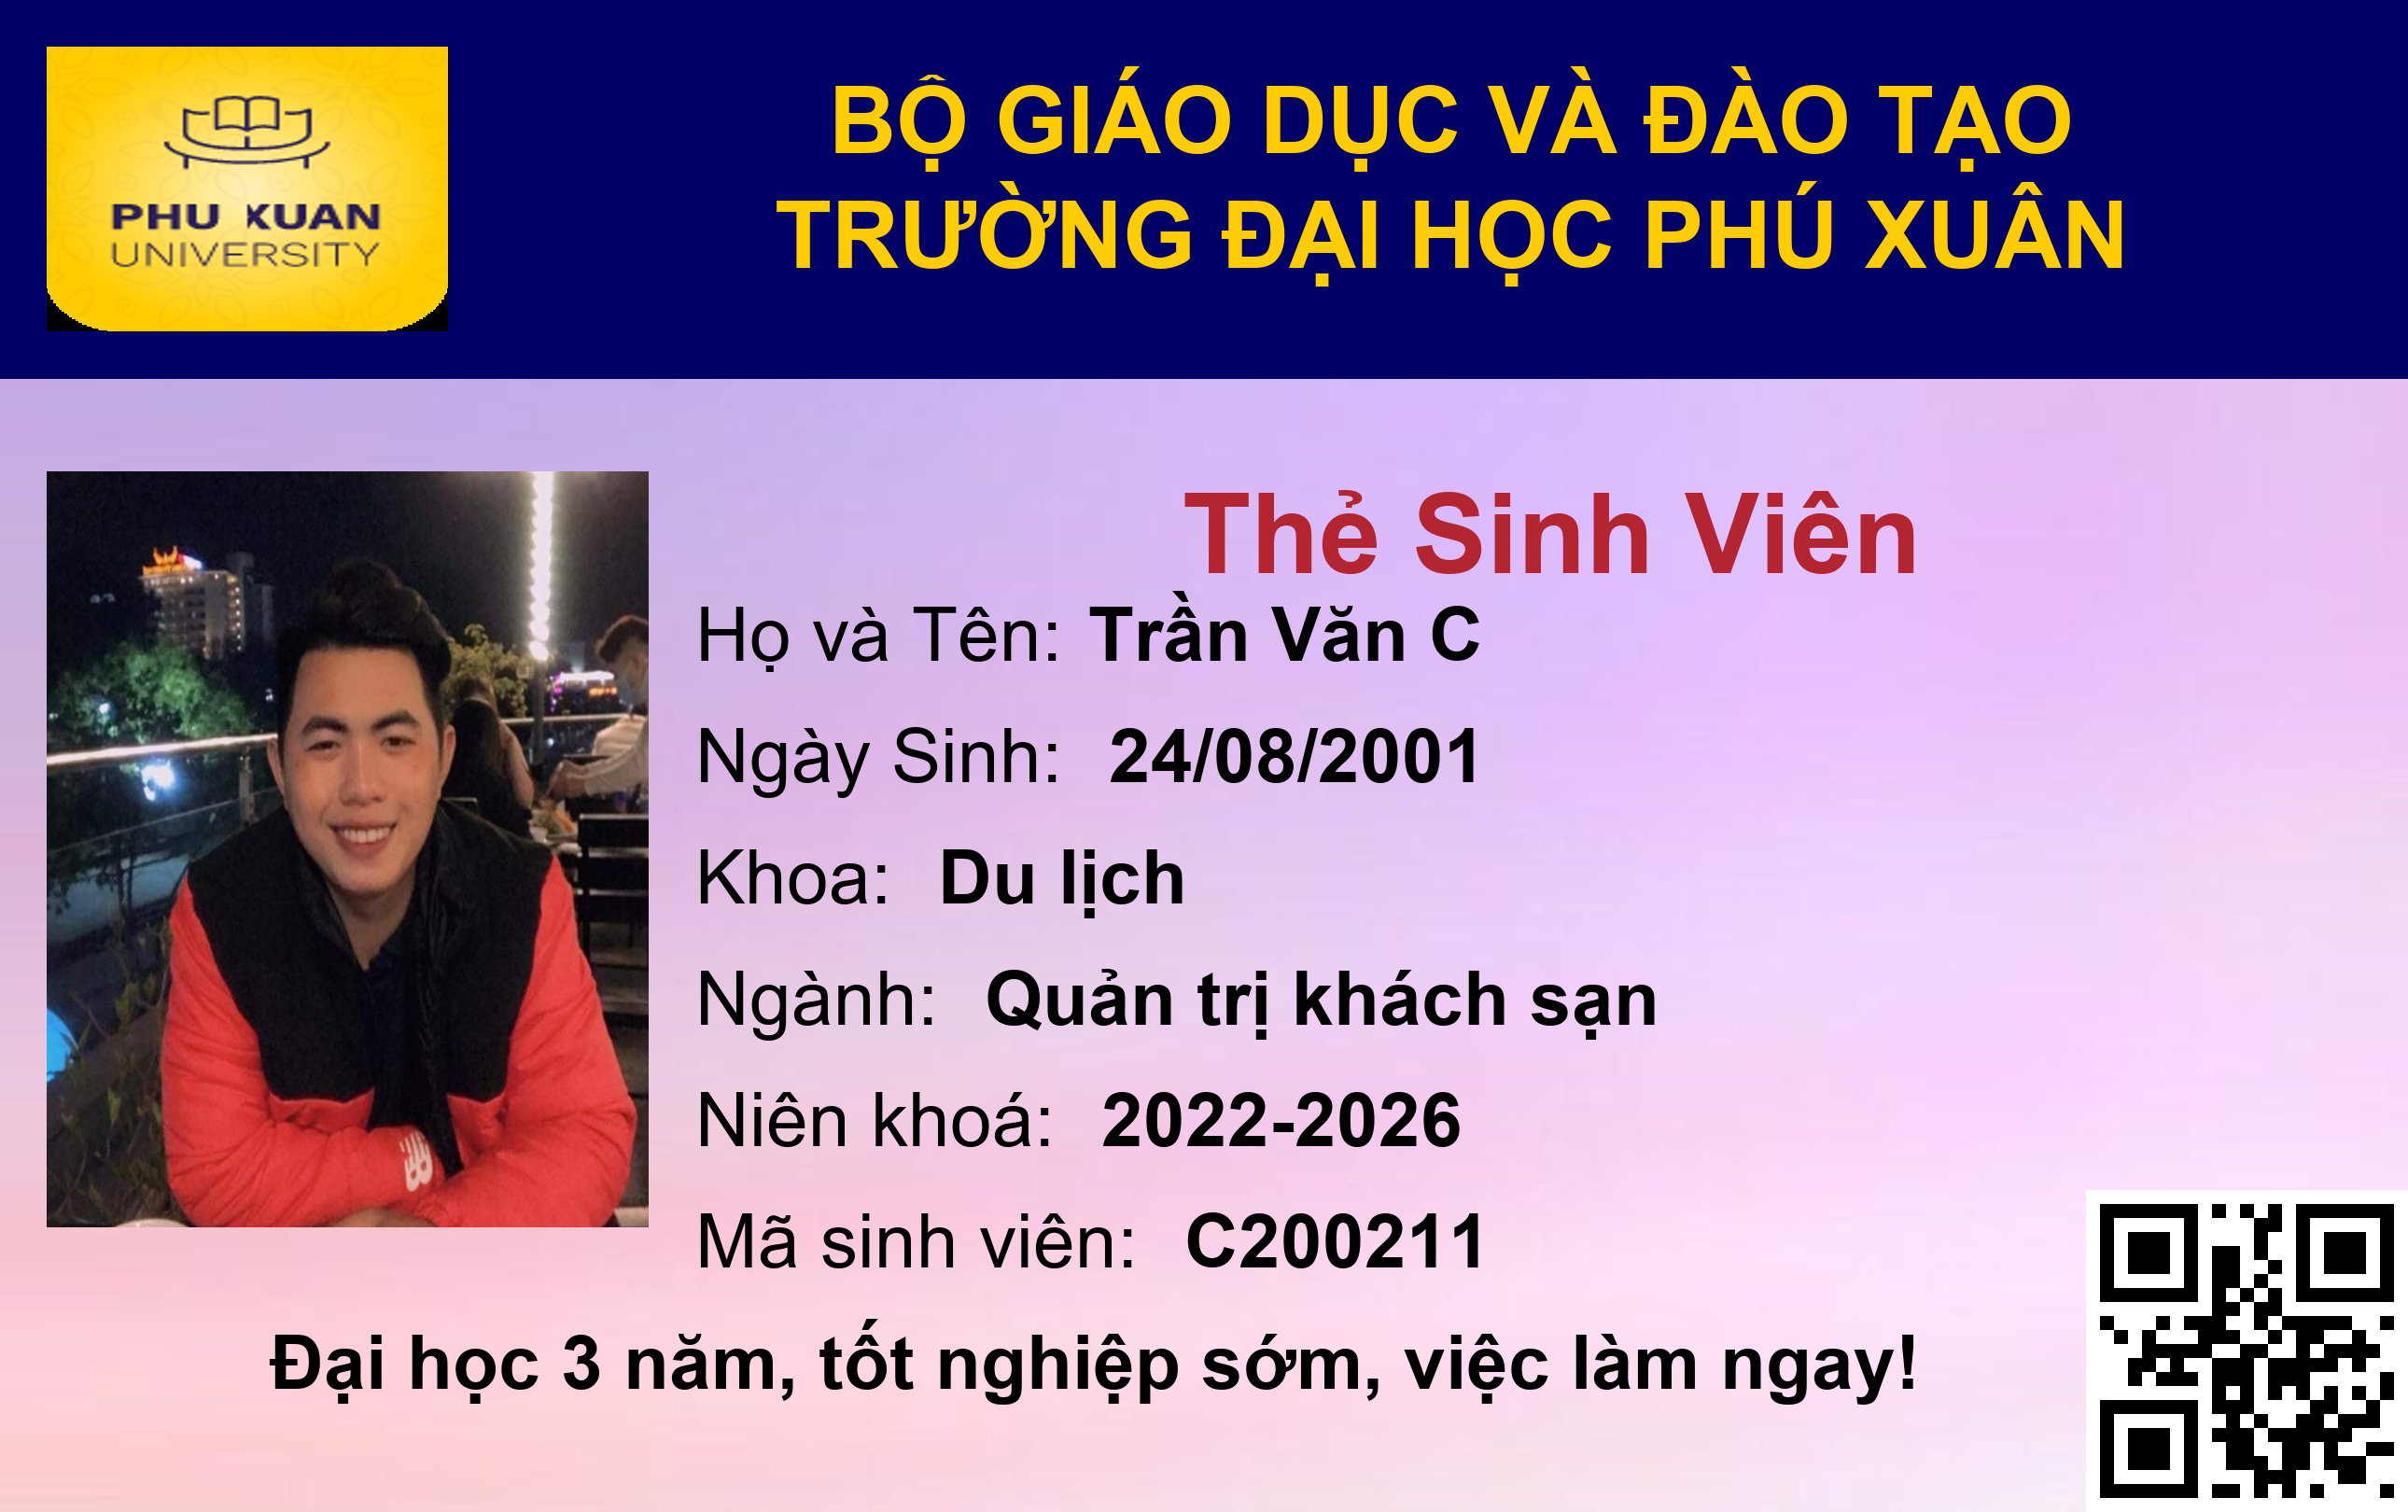 PHU XUAN
UNIVERSITY
BỘ GIÁO DỤC VÀ ĐÀO TẠO
TRƯỜNG ĐẠI HỌC PHÚ XUÂN
Thẻ Sinh Viên
Họ và Tên: Trần Văn C
Ngày Sinh: 24/08/2001
Khoa: Du lịch
Ngành: Quản trị khách sạn
Niên khoá: 2022-2026
Mã sinh viên: C200211
Đại học 3 năm, tốt nghiệp sớm, việc làm ngay!